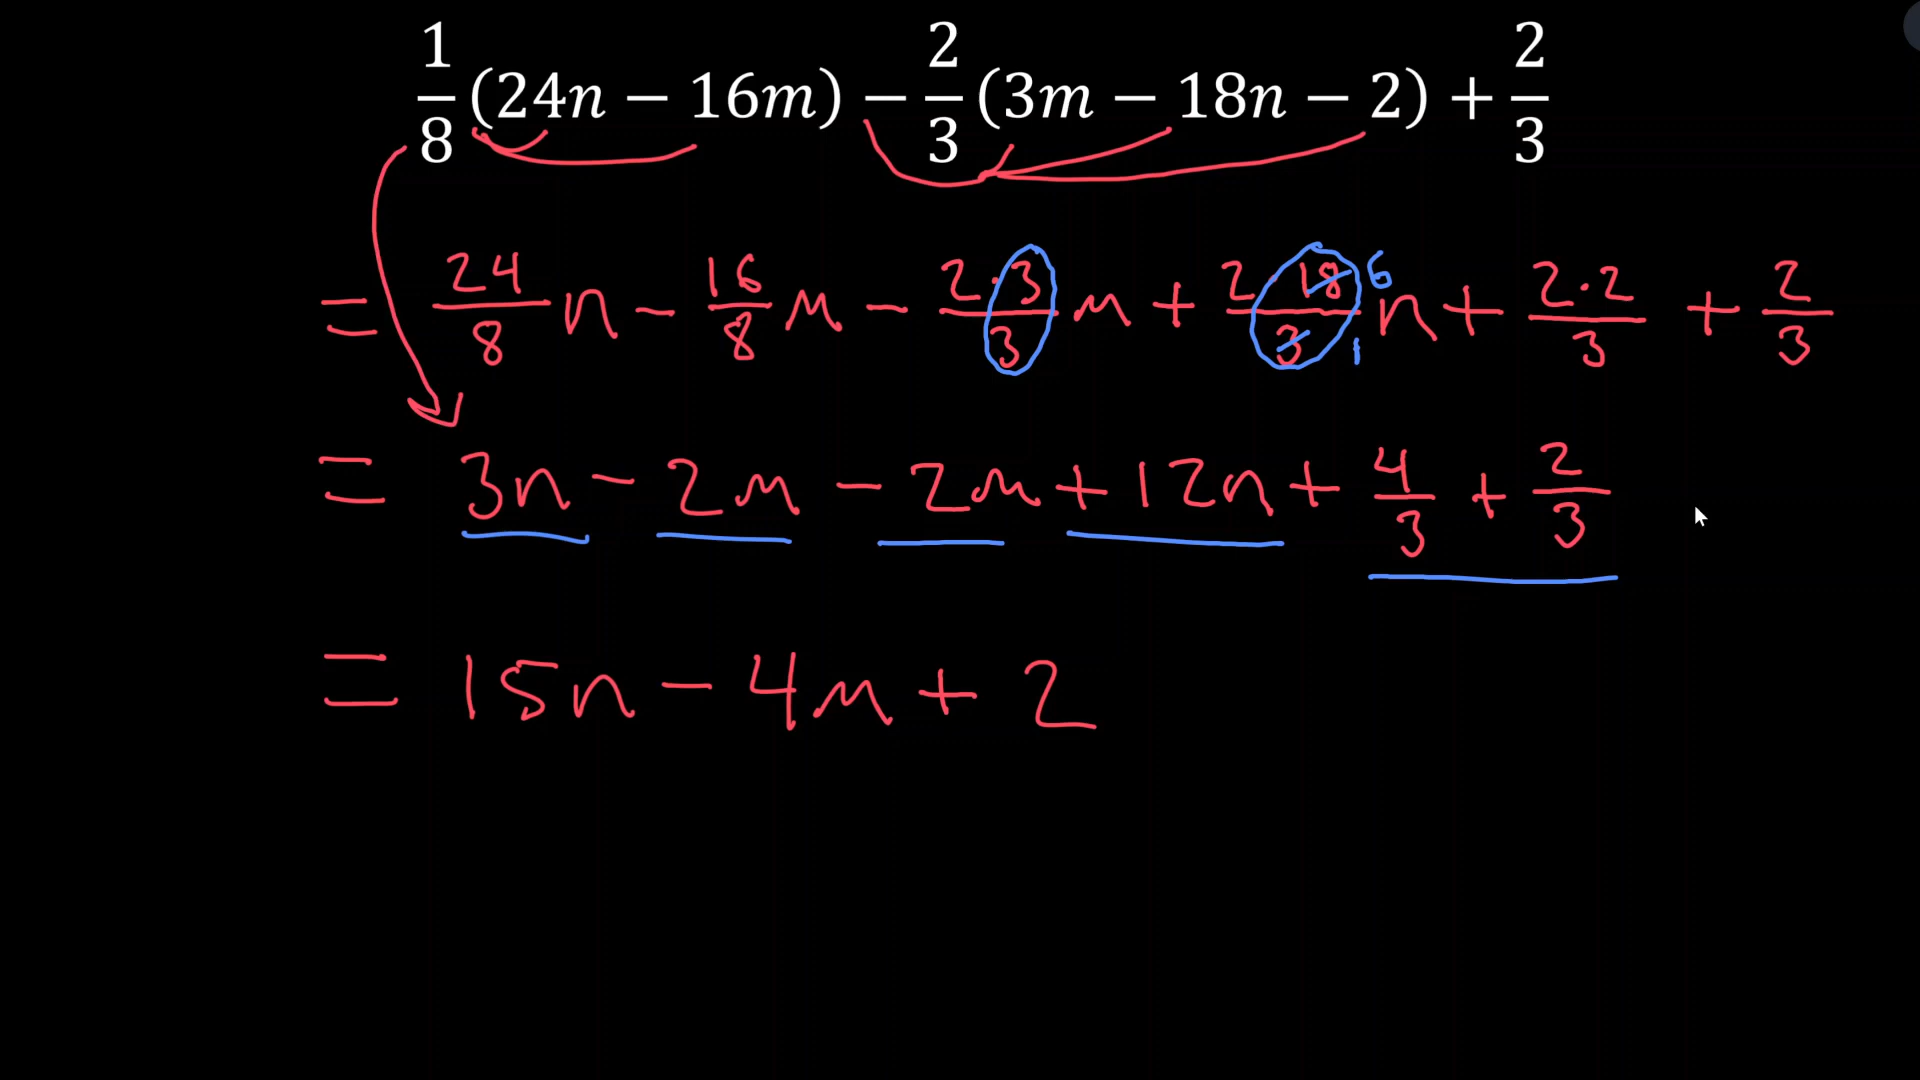 1/8 (24n − 16m) − 2/3 (3m − 18n − 2) + 2/3
= 24/8 n − 16/8 m − 2·3/3 m + 2·18/3 n + 2·2/3 + 2/3
6
1
= 3n − 2m − 2m + 12n + 4/3 + 2/3
= 15n − 4m + 2